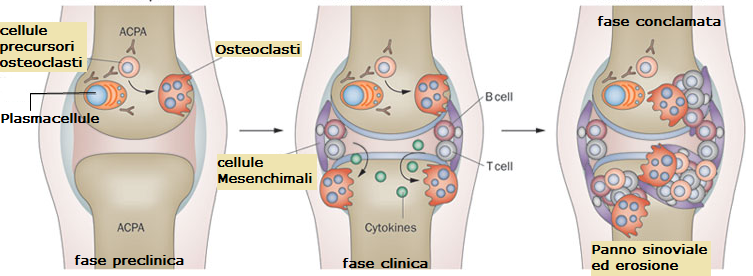 cellule
precursori
osteoclasti
ACPA
Osteoclasti
Plasmacellule
ACPA
fase preclinica
cellule
Mesenchimali
B cell
T cell
Cytokines
fase clinica
fase conclamata
Panno sinoviale
ed erosione